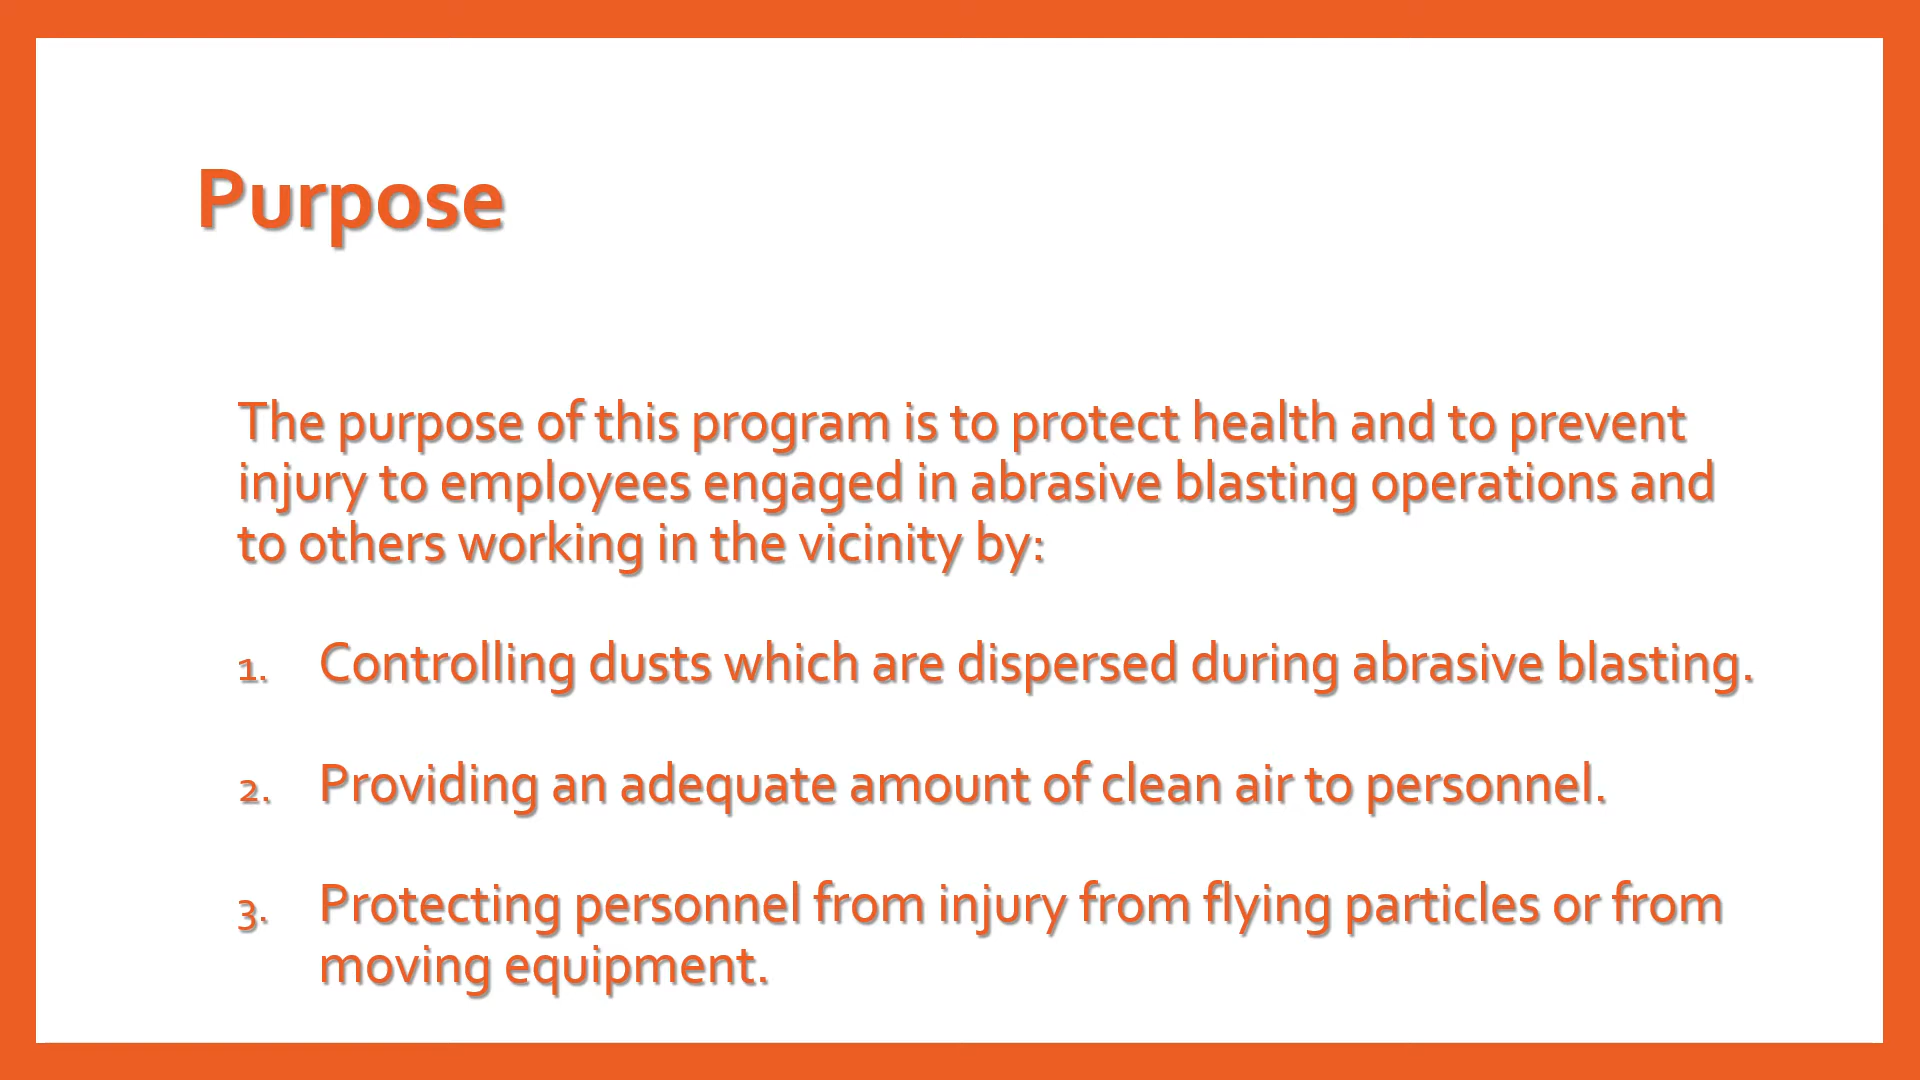 Purpose
The purpose of this program is to protect health and to prevent
injury to employees engaged in abrasive blasting operations and
to others working in the vicinity by:
1. Controlling dusts which are dispersed during abrasive blasting.
2. Providing an adequate amount of clean air to personnel.
3. Protecting personnel from injury from flying particles or from
moving equipment.